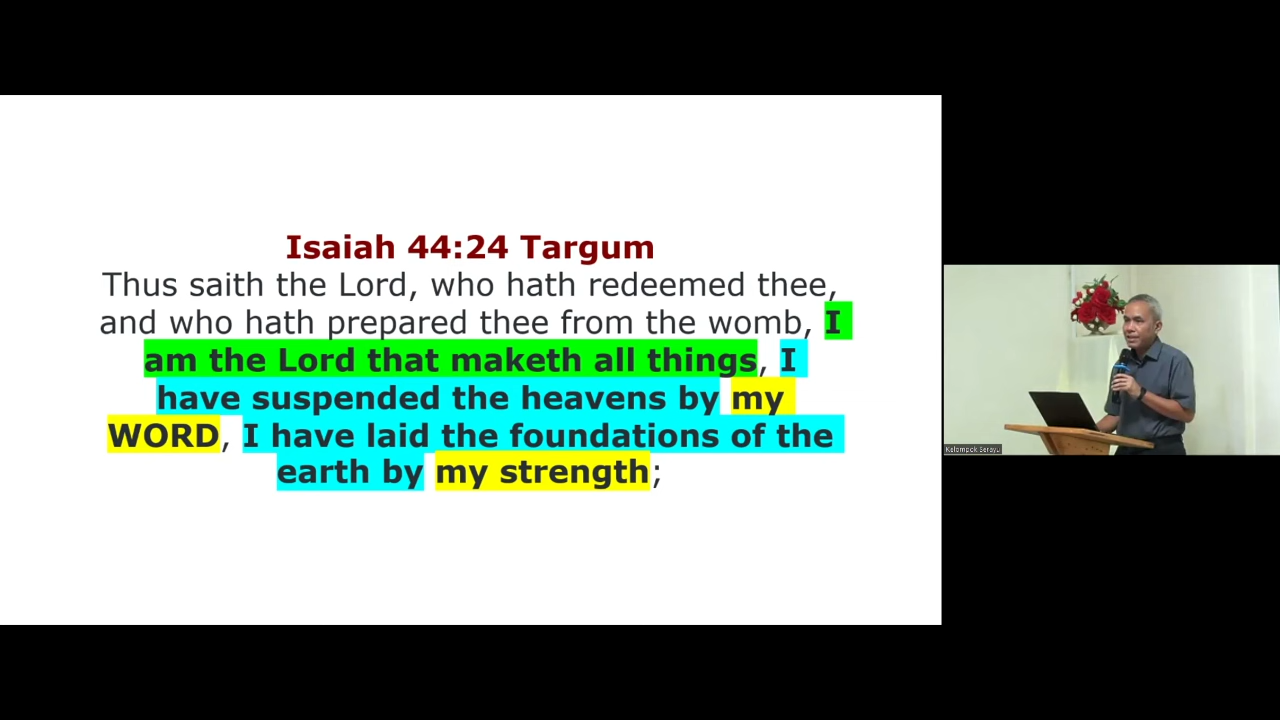 Isaiah 44:24 Targum
Thus saith the Lord, who hath redeemed thee,
and who hath prepared thee from the womb, I
am the Lord that maketh all things, I
have suspended the heavens by my
WORD, I have laid the foundations of the
earth by my strength;
Kelompok Serayu